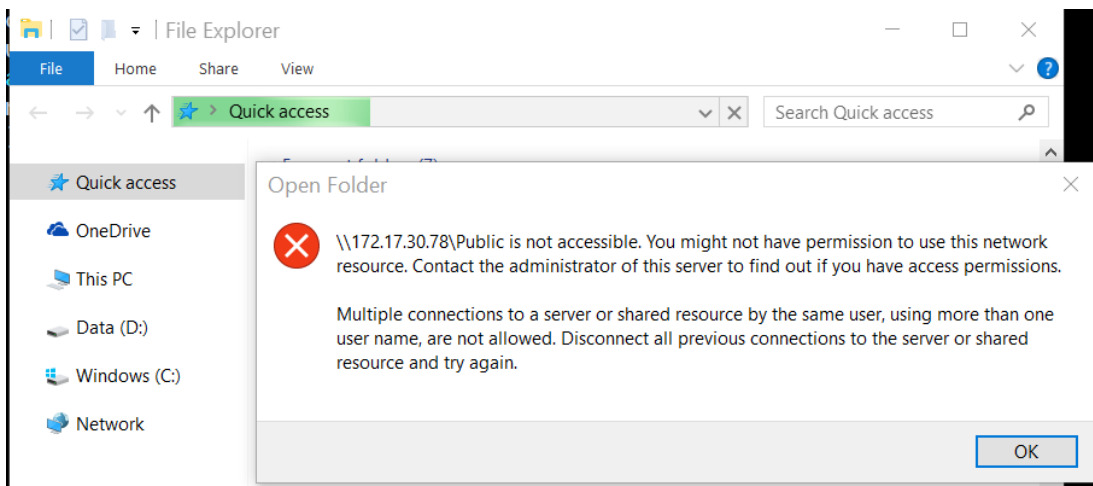 File Explorer
File Home Share View
Quick access
Search Quick access
Quick access
OneDrive
This PC
Data (D:)
Windows (C:)
Network
Open Folder
\\172.17.30.78\Public is not accessible. You might not have permission to use this network
resource. Contact the administrator of this server to find out if you have access permissions.
Multiple connections to a server or shared resource by the same user, using more than one
user name, are not allowed. Disconnect all previous connections to the server or shared
resource and try again.
OK